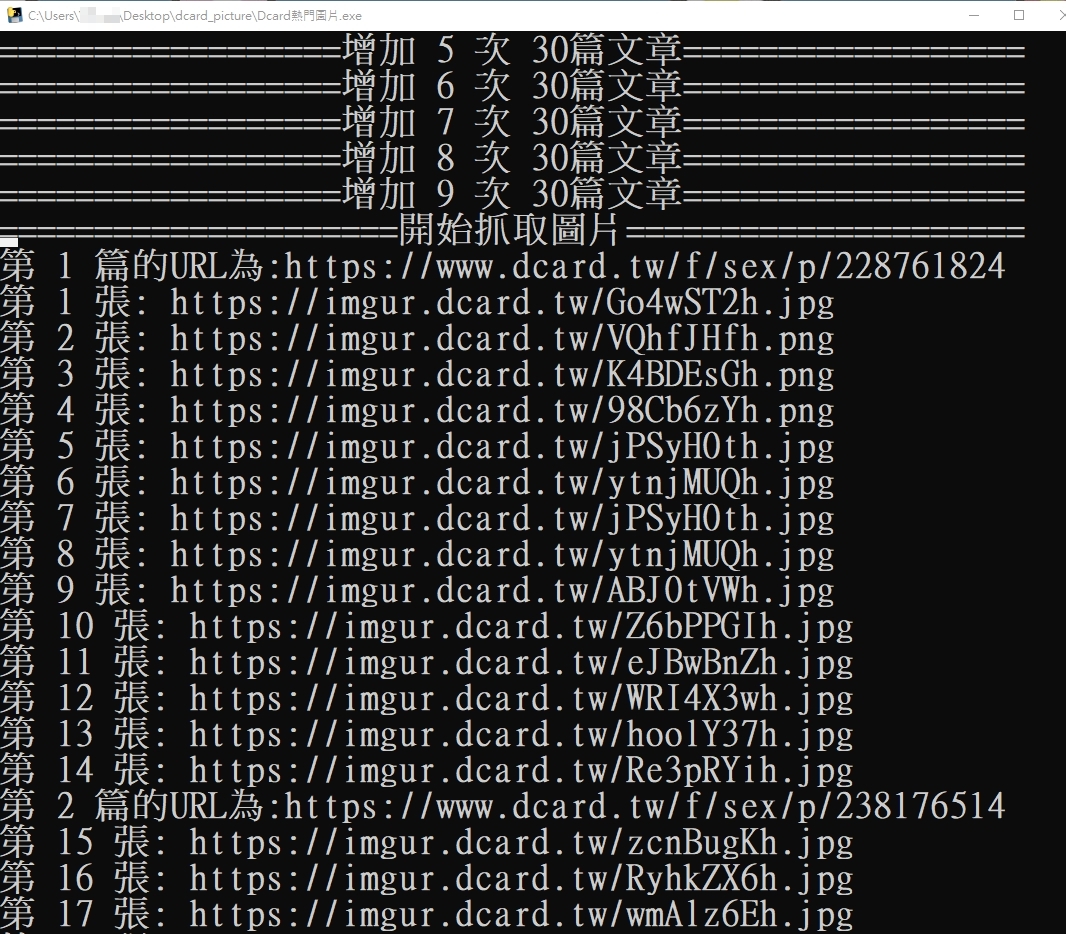 C:\Users\
\Desktop\dcard_picture\Dcard熱門圖片.exe
==================增加 5 次 30篇文章==================
==================增加 6 次 30篇文章==================
==================增加 7 次 30篇文章==================
==================增加 8 次 30篇文章==================
==================增加 9 次 30篇文章==================
=====================開始抓取圖片=====================
第 1 篇的URL為:https://www.dcard.tw/f/sex/p/228761824
第 1 張: https://imgur.dcard.tw/Go4wST2h.jpg
第 2 張: https://imgur.dcard.tw/VQhfJHfh.png
第 3 張: https://imgur.dcard.tw/K4BDEsGh.png
第 4 張: https://imgur.dcard.tw/98Cb6zYh.png
第 5 張: https://imgur.dcard.tw/jPSyH0th.jpg
第 6 張: https://imgur.dcard.tw/ytnjMUQh.jpg
第 7 張: https://imgur.dcard.tw/jPSyH0th.jpg
第 8 張: https://imgur.dcard.tw/ytnjMUQh.jpg
第 9 張: https://imgur.dcard.tw/ABJ0tVWh.jpg
第 10 張: https://imgur.dcard.tw/Z6bPPGIh.jpg
第 11 張: https://imgur.dcard.tw/eJBwBnZh.jpg
第 12 張: https://imgur.dcard.tw/WRI4X3wh.jpg
第 13 張: https://imgur.dcard.tw/hoolY37h.jpg
第 14 張: https://imgur.dcard.tw/Re3pRYih.jpg
第 2 篇的URL為:https://www.dcard.tw/f/sex/p/238176514
第 15 張: https://imgur.dcard.tw/zcnBugKh.jpg
第 16 張: https://imgur.dcard.tw/RyhkZX6h.jpg
第 17 張: https://imgur.dcard.tw/wmAlz6Eh.jpg